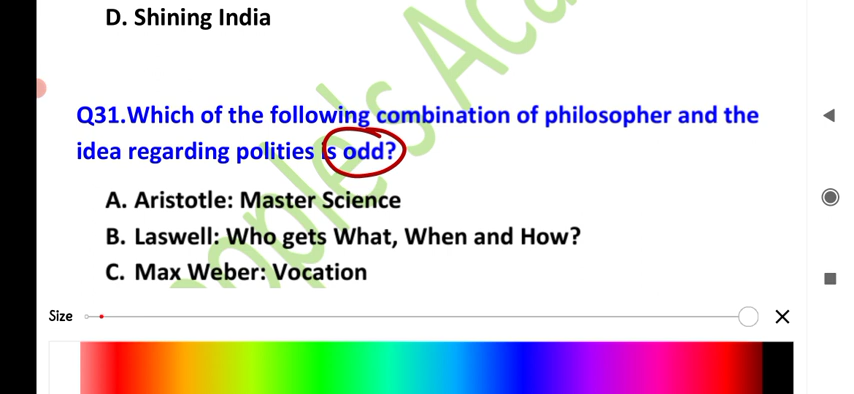 D. Shining India
Q31.Which of the following combination of philosopher and the
idea regarding polities is odd?
A. Aristotle: Master Science
B. Laswell: Who gets What, When and How?
C. Max Weber: Vocation
Size